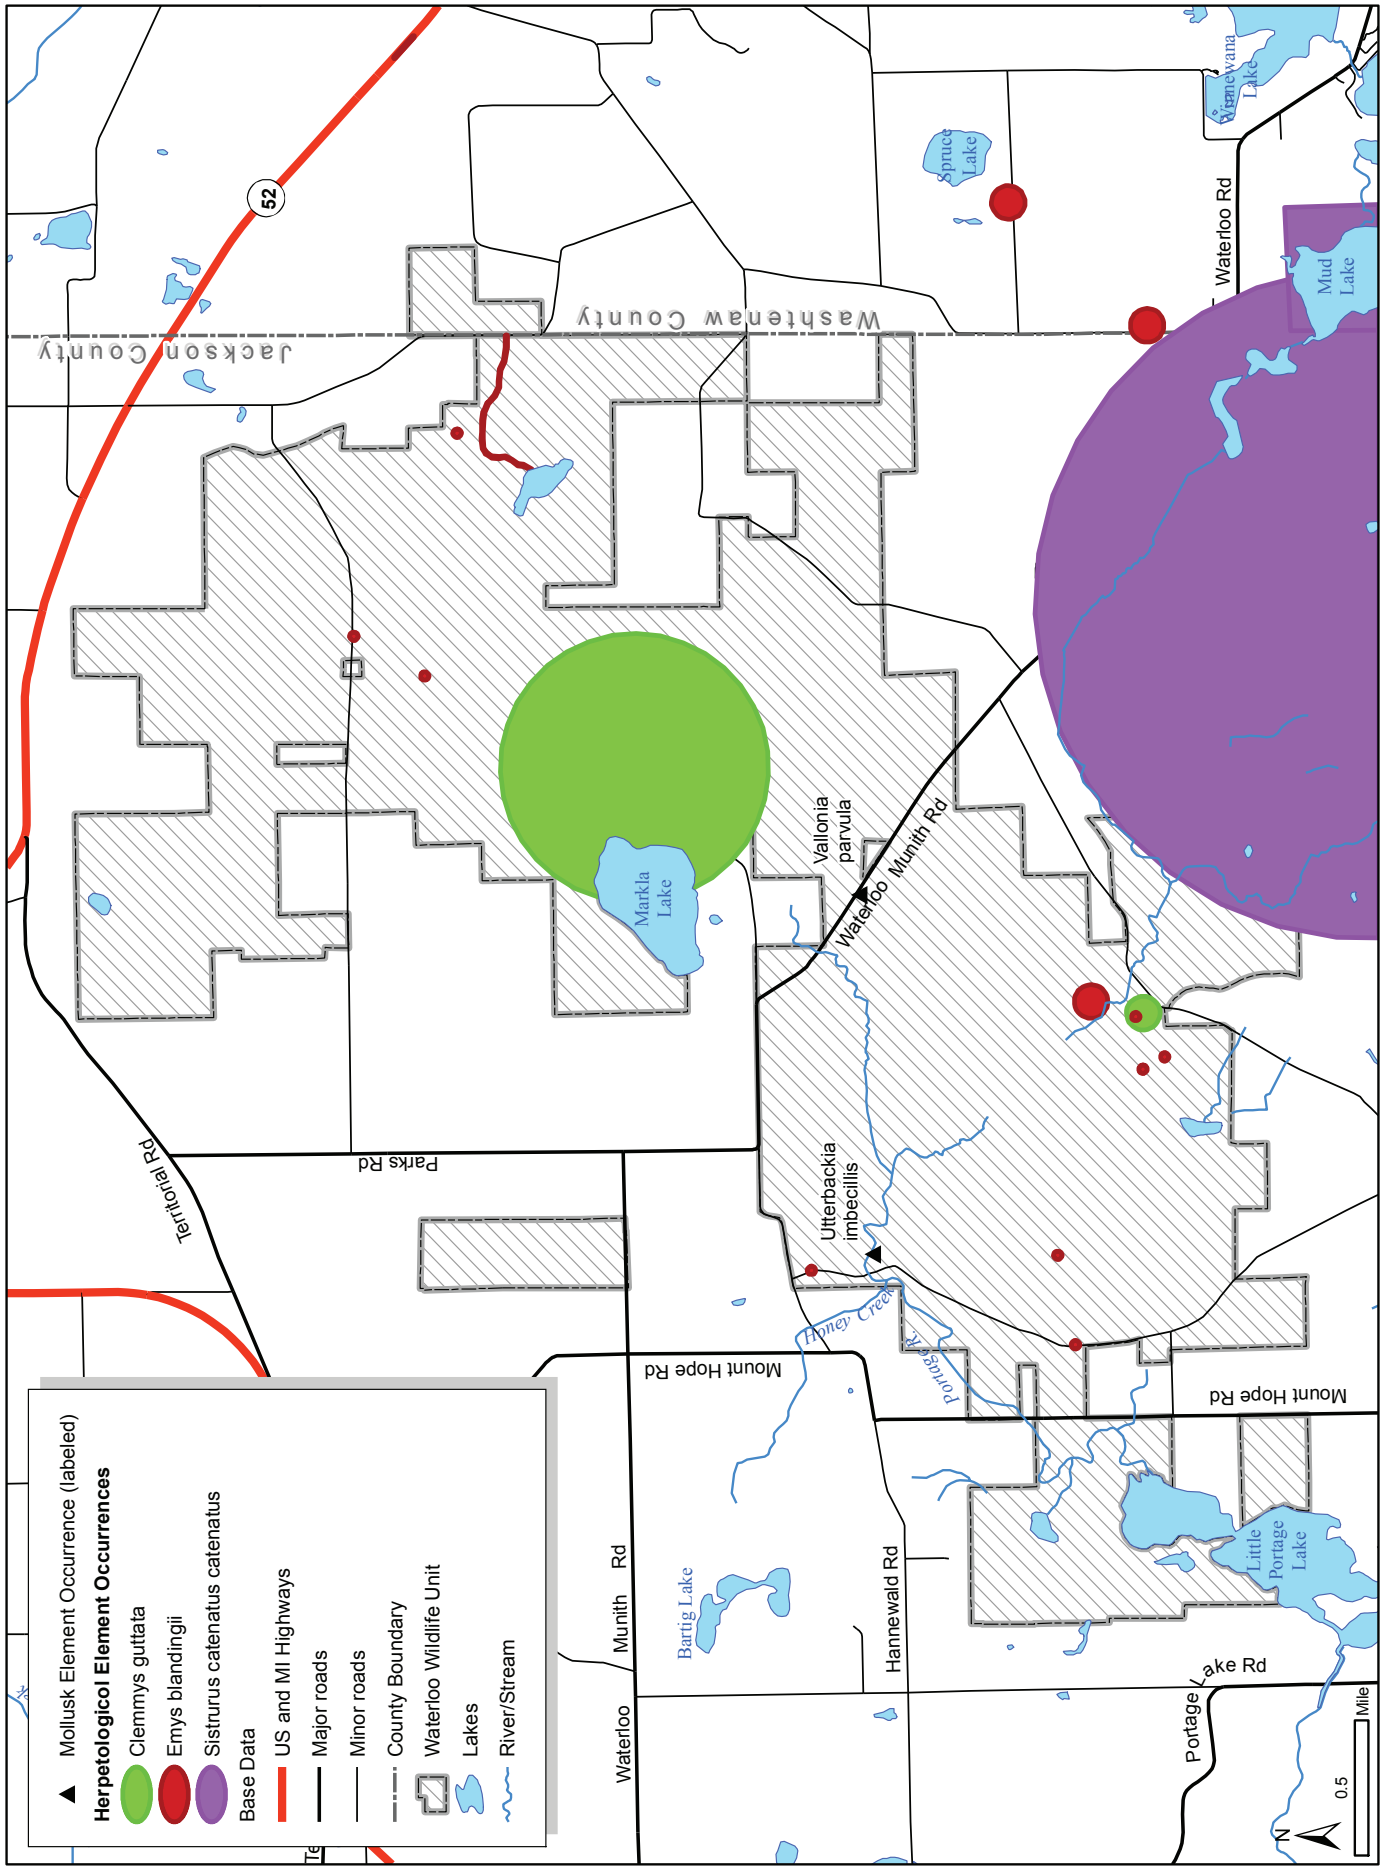 Mollusk Element Occurrence (labeled)
Herpetologicol Element Occurrences
Clemmys guttata
Emys blandingii
Sistrurus catenatus catenatus
Base Data
US and MI Highways
Major roads
Minor roads
County Boundary
Waterloo Wildlife Unit
Lakes
River/Stream
52
Jackson County
Washtenaw County
Territorial Rd
Parks Rd
Markla
Lake
Vallonia
parvula
Waterloo Munith Rd
Utterbackia
imbecillis
Honey Creek
Portage R.
Mount Hope Rd
Mount Hope Rd
Waterloo Munith Rd
Bartig Lake
Hannewald Rd
Portage Lake Rd
Little
Portage
Lake
Spruce
Lake
Winnewana
Lake
Waterloo Rd
Mud
Lake
N
0.5
Mile
Te